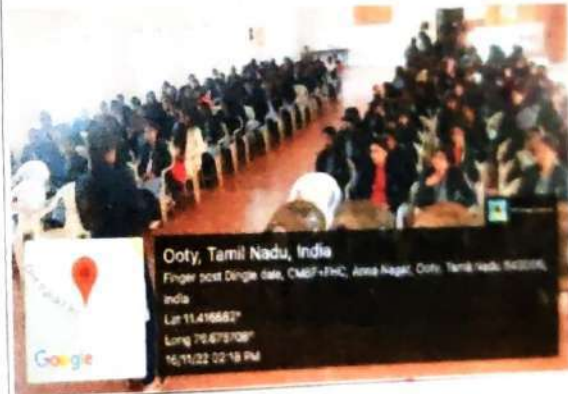 Ooty, Tamil Nadu, India
Finger post Dingle dale, CMBF+FHC, Anna Nagar, Ooty, Tamil Nadu 643006,
India
Lat 11.416682°
Long 76.675708°
16/11/22 02:18 PM
Google